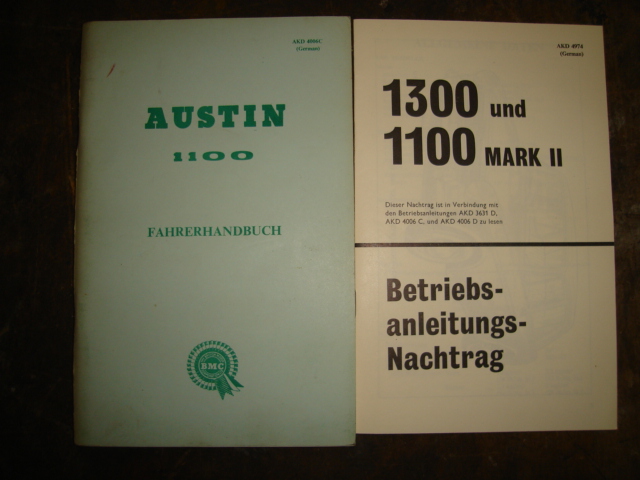 AKD 4006C
(German)
AUSTIN
1100
FAHRERHANDBUCH
BMC
AKD 4974
(German)
1300 und
1100 MARK II
Dieser Nachtrag ist in Verbindung mit
den Betriebsanleitungen AKD 3635 D,
AKD 4006 C, und AKD 4006 D zu lesen
Betriebs-
anleitungs-
Nachtrag